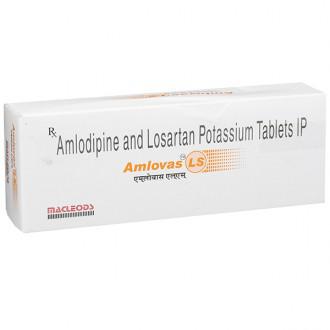 Rx Amlodipine and Losartan Potassium Tablets IP
Amlovas LS
एम्लोवास एलएस्
MACLEODS